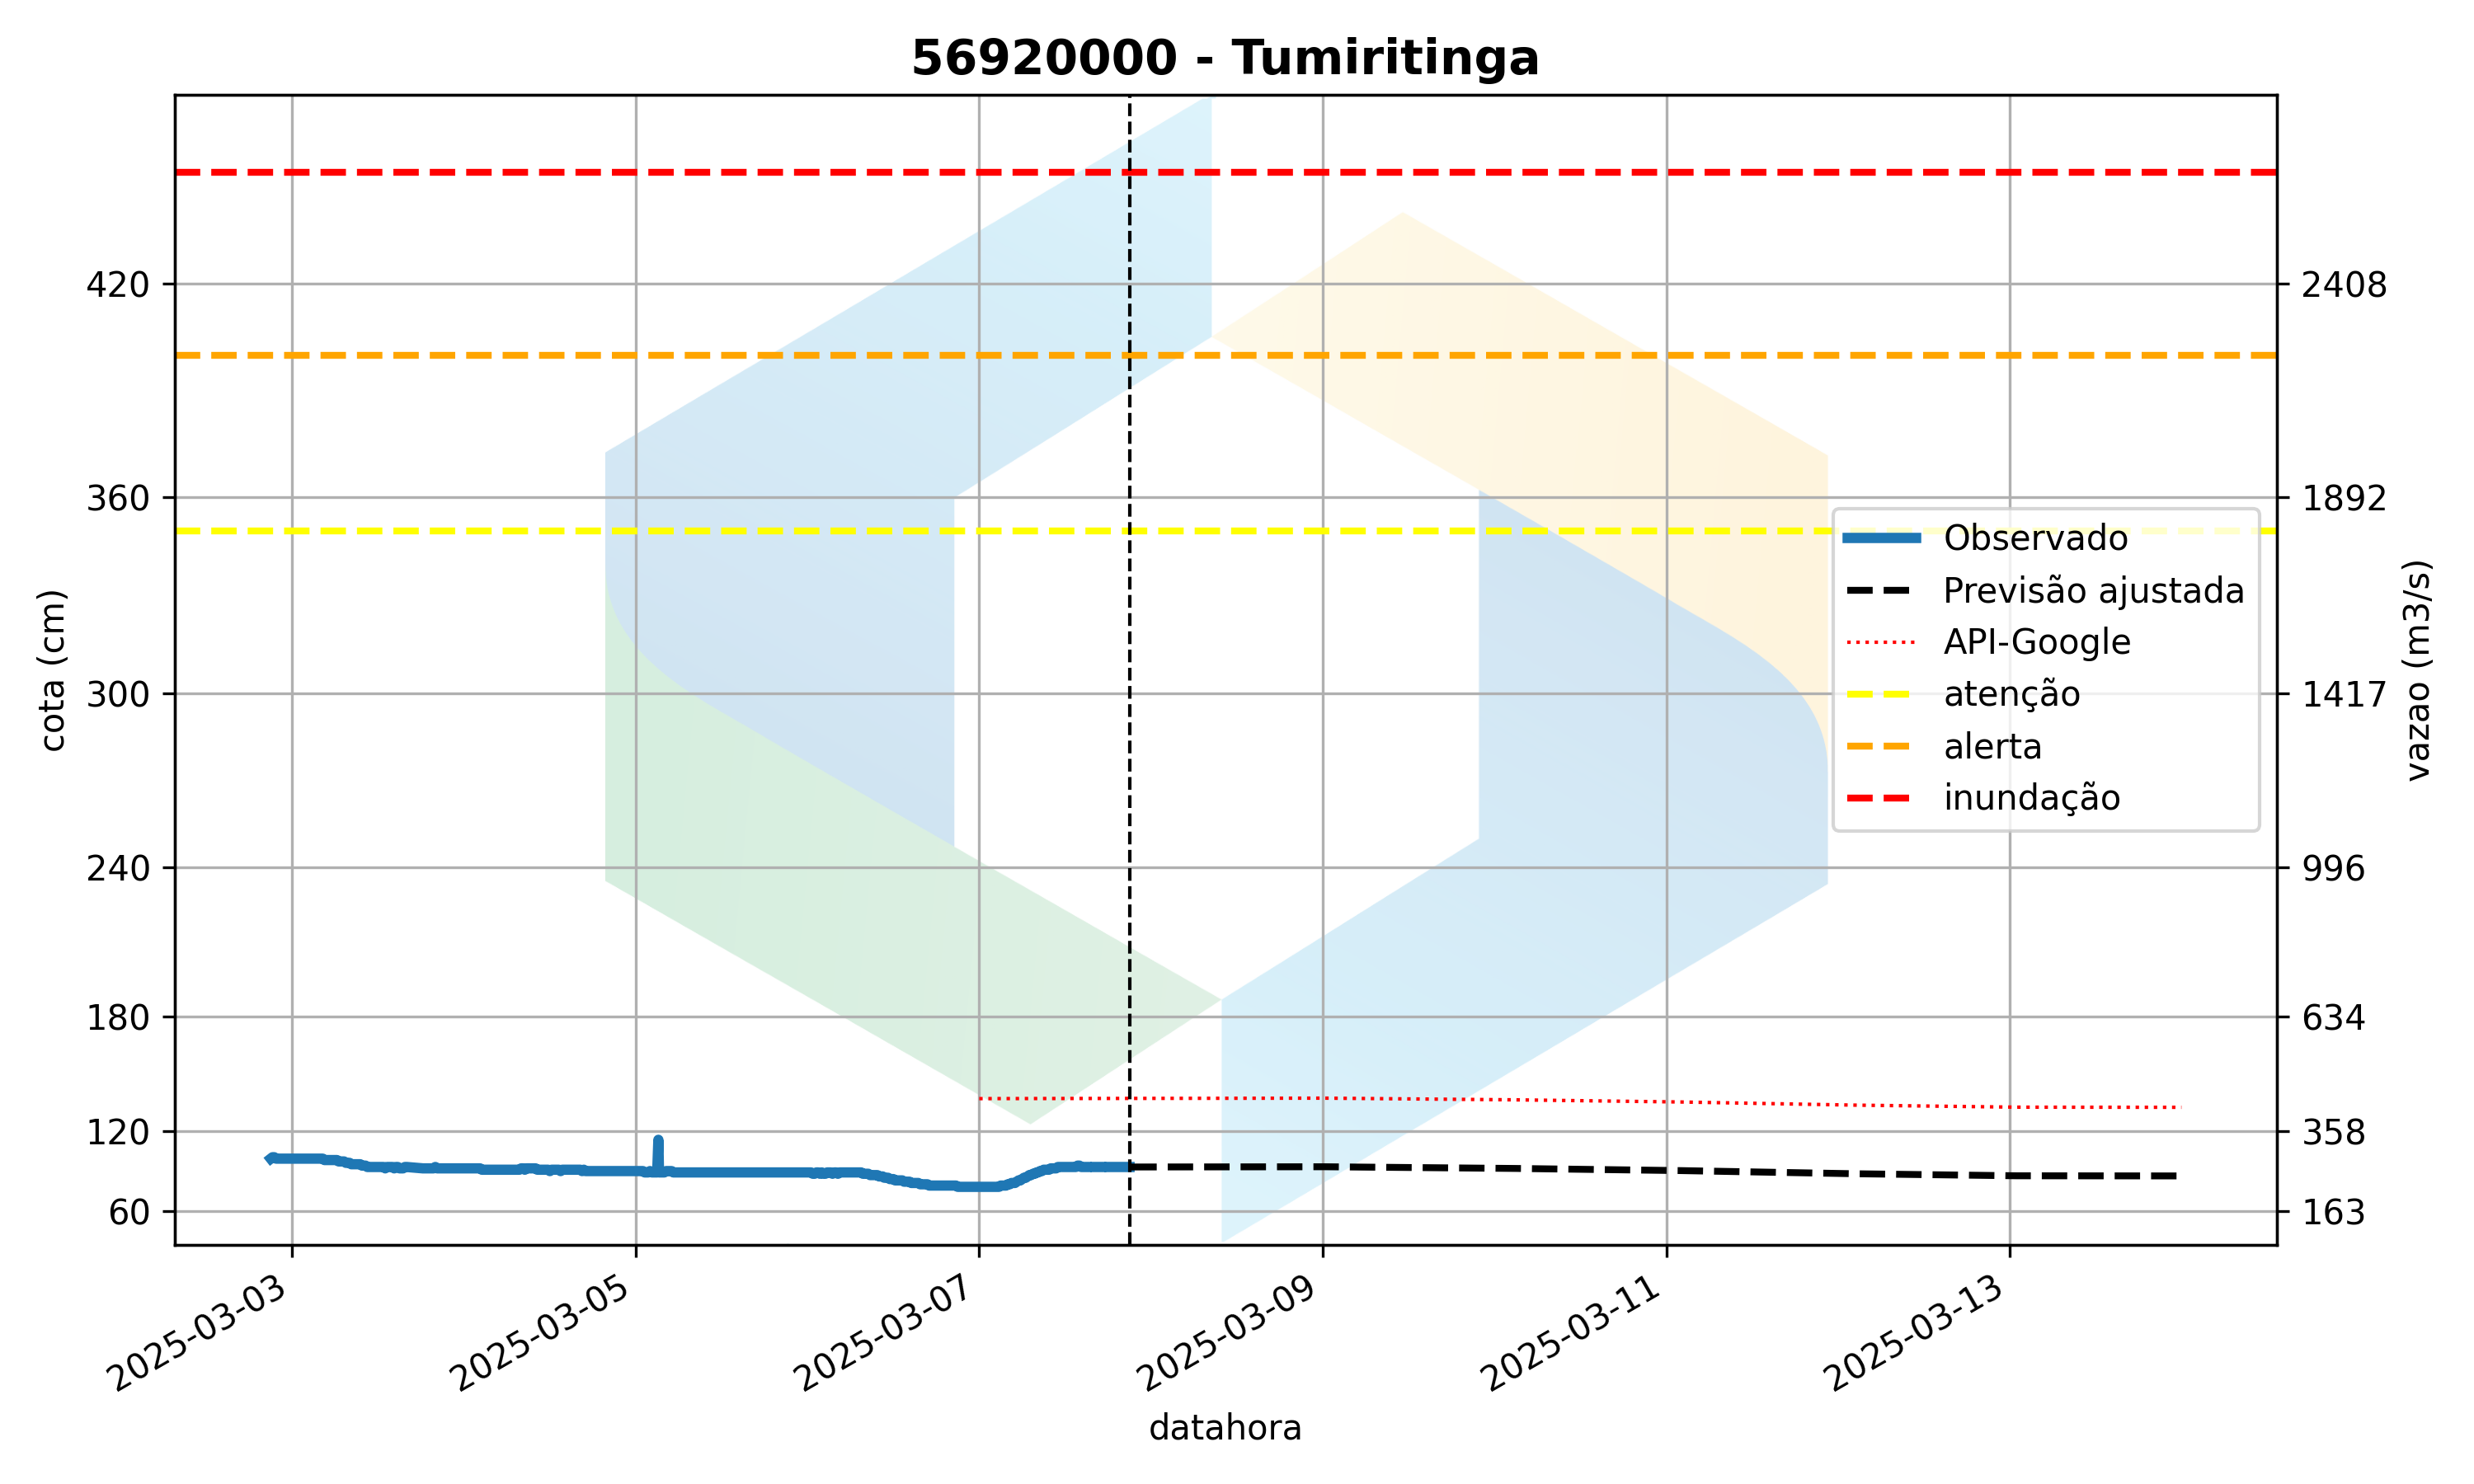 56920000 - Tumiritinga
cota (cm)
420
360
300
240
180
120
60
2408
1892
1417
996
634
358
163
vazao (m3/s)
Observado
Previsão ajustada
API-Google
atenção
alerta
inundação
2025-03-03
2025-03-05
2025-03-07
2025-03-09
2025-03-11
2025-03-13
datahora